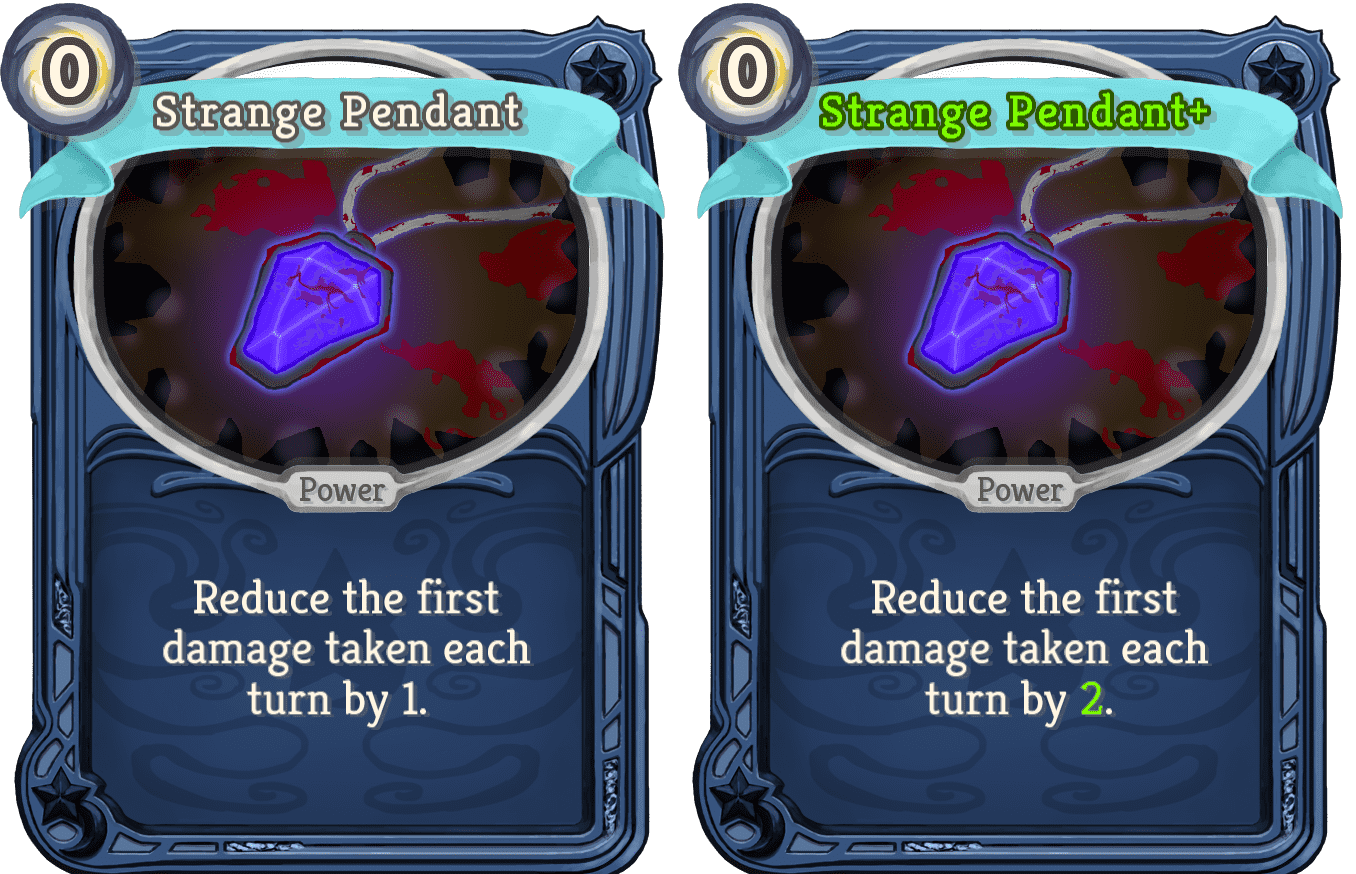 0
Strange Pendant
Power
Reduce the first
damage taken each
turn by 1.
0
Strange Pendant+
Power
Reduce the first
damage taken each
turn by 2.